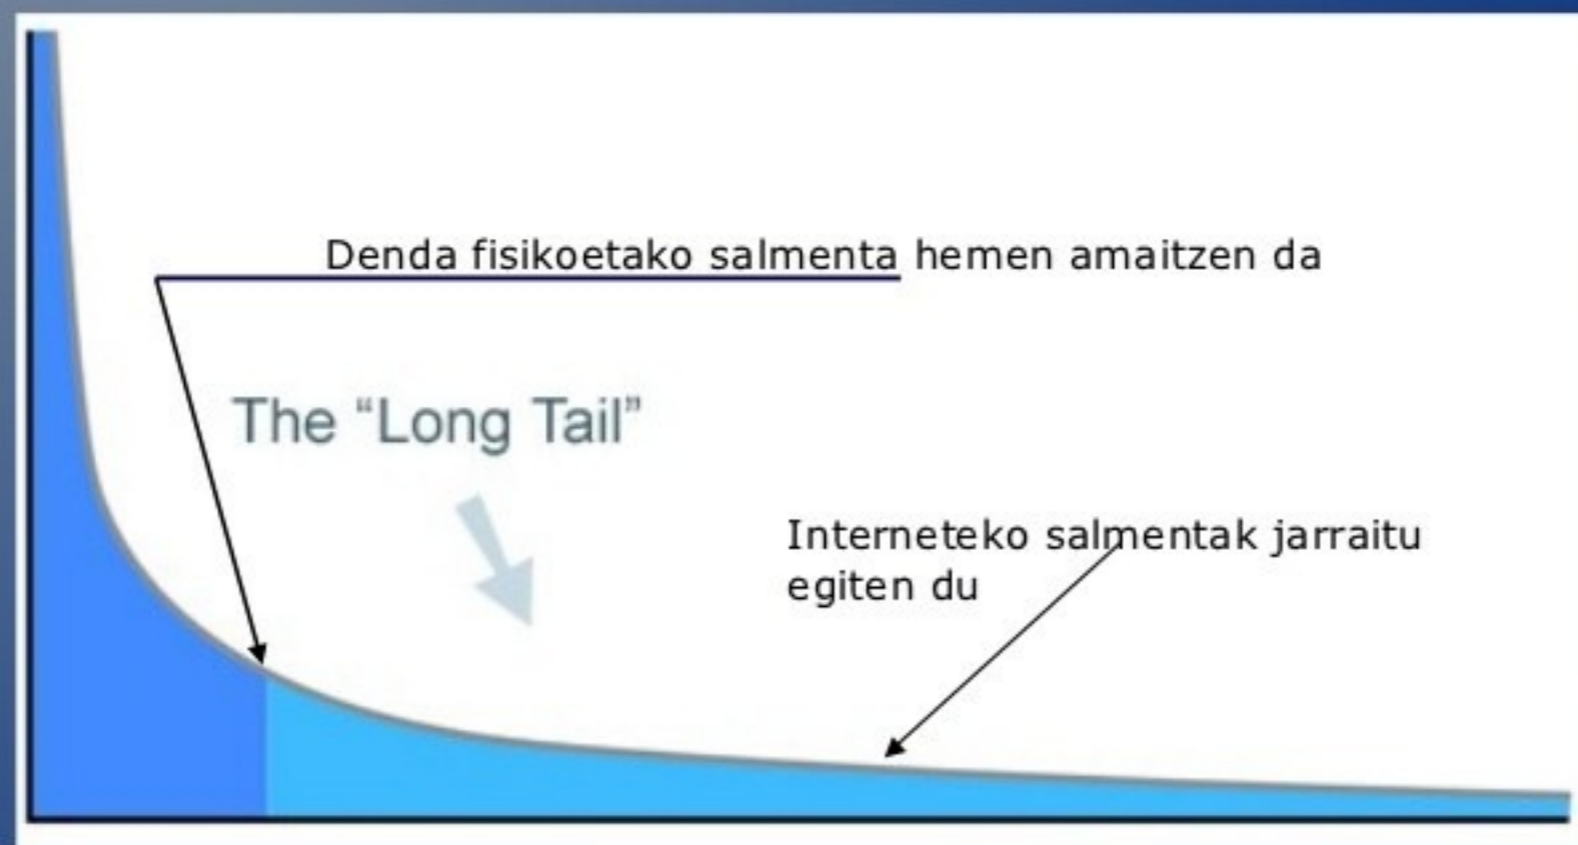 Denda fisikoetako salmenta hemen amaitzen da
The “Long Tail”
Interneteko salmentak jarraitu
egiten du